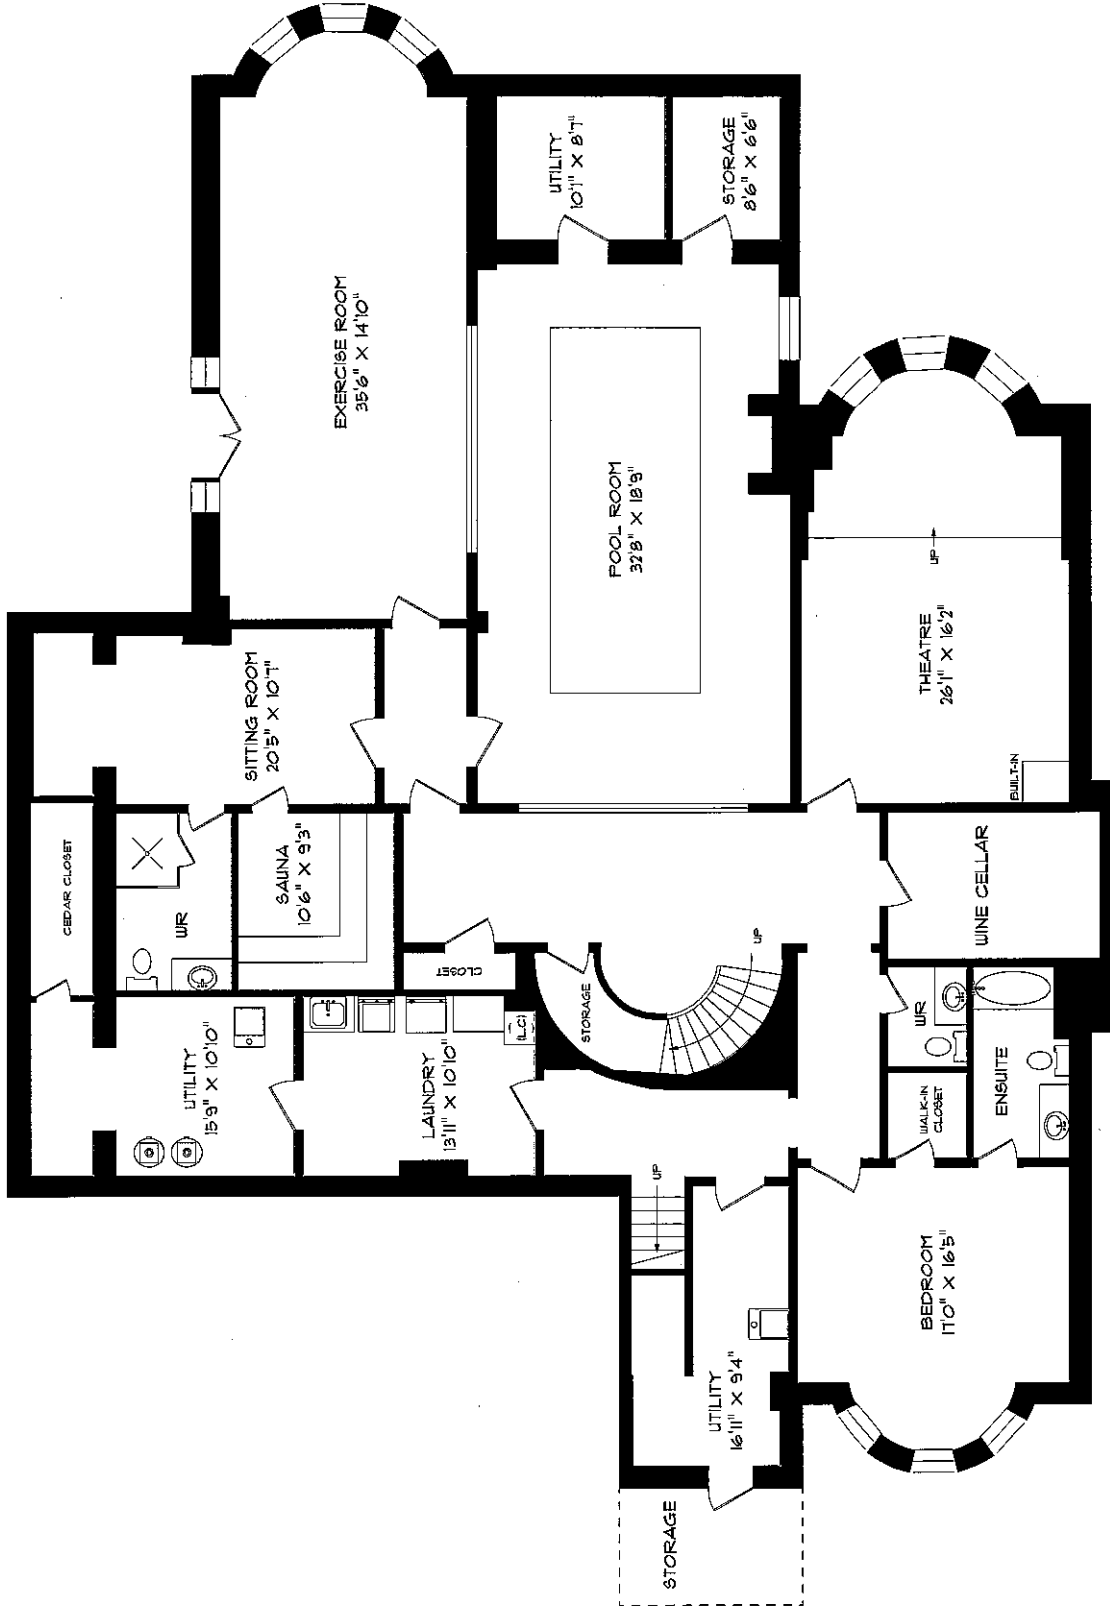 EXERCISE ROOM
35'6" X 14'10"
UTILITY
10'1" X 8'7"
STORAGE
8'6" X 6'6"
POOL ROOM
32'8" X 18'9"
THEATRE
26'1" X 16'2"
UP
BUILT-IN
SITTING ROOM
20'5" X 10'7"
CEDAR CLOSET
WR
SAUNA
10'6" X 9'3"
CLOSET
STORAGE
UP
WINE CELLAR
UTILITY
15'9" X 10'10"
LAUNDRY
13'11" X 10'10"
(L.C)
WR
WALK-IN
CLOSET
ENSUITE
UP
BEDROOM
17'0" X 16'5"
UTILITY
16'11" X 9'4"
STORAGE